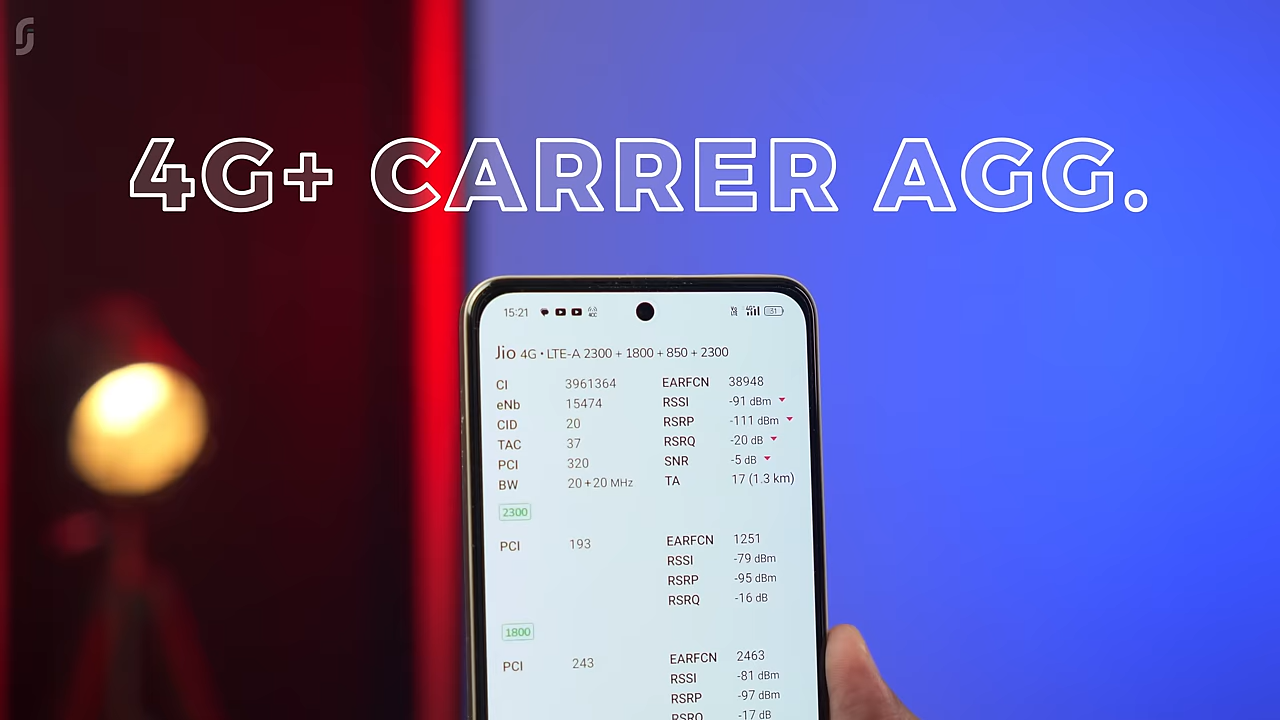 4G+ CARRER AGG.
15:21
31
Jio 4G • LTE-A 2300 + 1800 + 850 + 2300
CI 3961364 EARFCN 38948
eNb 15474 RSSI -91 dBm
CID 20 RSRP -111 dBm
TAC 37 RSRQ -20 dB
PCI 320 SNR -5 dB
BW 20+20 MHz TA 17 (1.3 km)
2300
PCI 193 EARFCN 1251
RSSI -79 dBm
RSRP -95 dBm
RSRQ -16 dB
1800
PCI 243 EARFCN 2463
RSSI -81 dBm
RSRP -97 dBm
RSRQ -17 dB